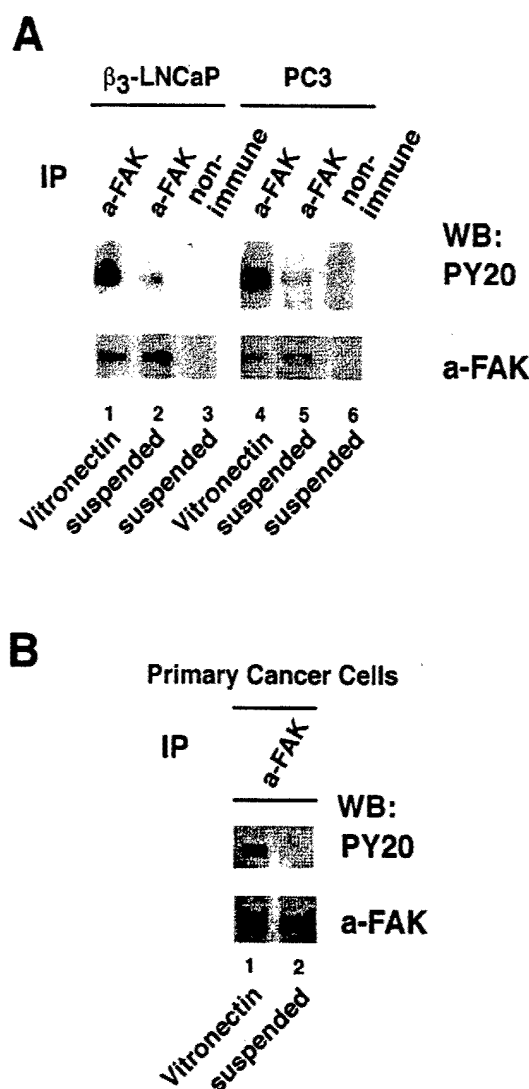 A
β3-LNCaP PC3
IP a-FAK a-FAK non-immune a-FAK a-FAK non-immune
WB:
PY20
a-FAK
1 2 3 4 5 6
Vitronectin suspended suspended Vitronectin suspended suspended
B
Primary Cancer Cells
IP a-FAK
WB:
PY20
a-FAK
1 2
Vitronectin suspended